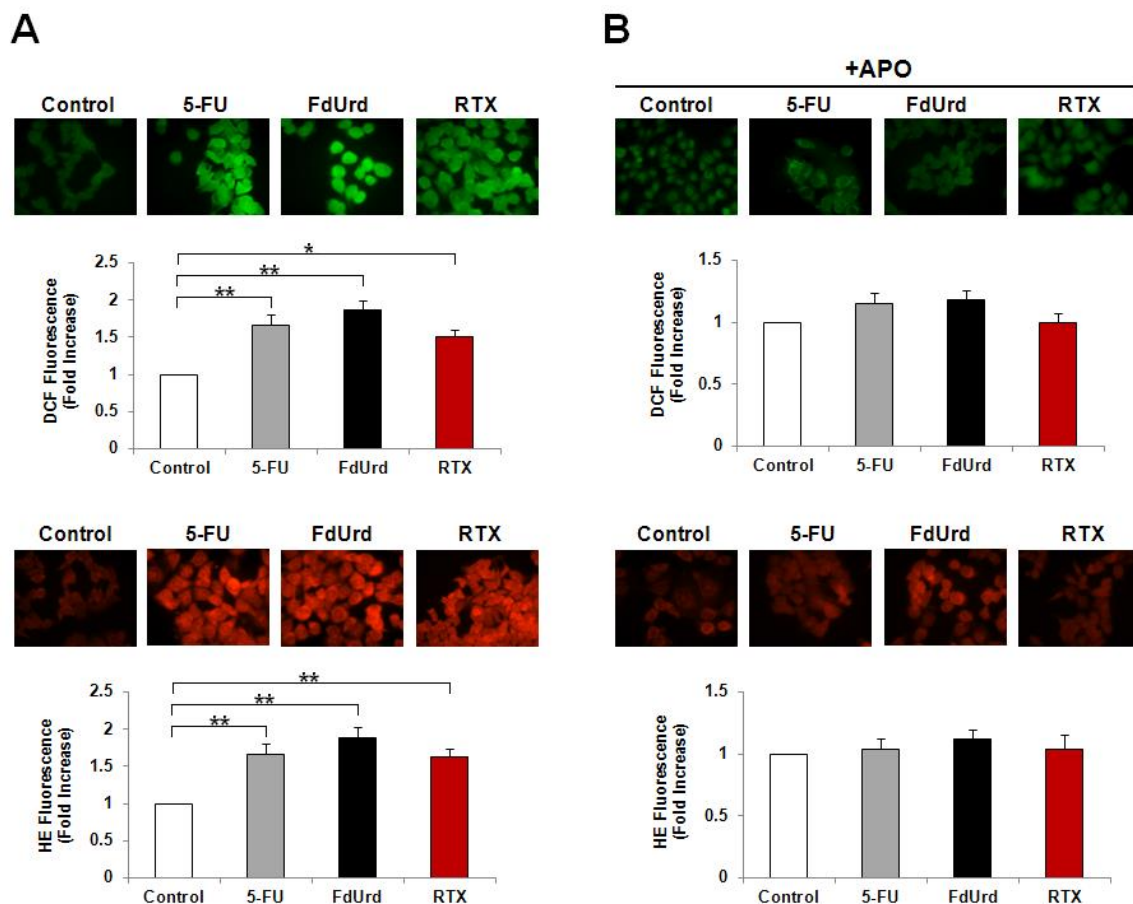 A
Control 5-FU FdUrd RTX
DCF Fluorescence
(Fold Increase)
2.5
2
1.5
1
0.5
0
*
**
**
Control 5-FU FdUrd RTX
Control 5-FU FdUrd RTX
HE Fluorescence
(Fold Increase)
2.5
2
1.5
1
0.5
0
**
**
**
Control 5-FU FdUrd RTX
B
+APO
Control 5-FU FdUrd RTX
DCF Fluorescence
(Fold Increase)
1.5
1
0.5
0
Control 5-FU FdUrd RTX
Control 5-FU FdUrd RTX
HE Fluorescence
(Fold Increase)
1.5
1
0.5
0
Control 5-FU FdUrd RTX